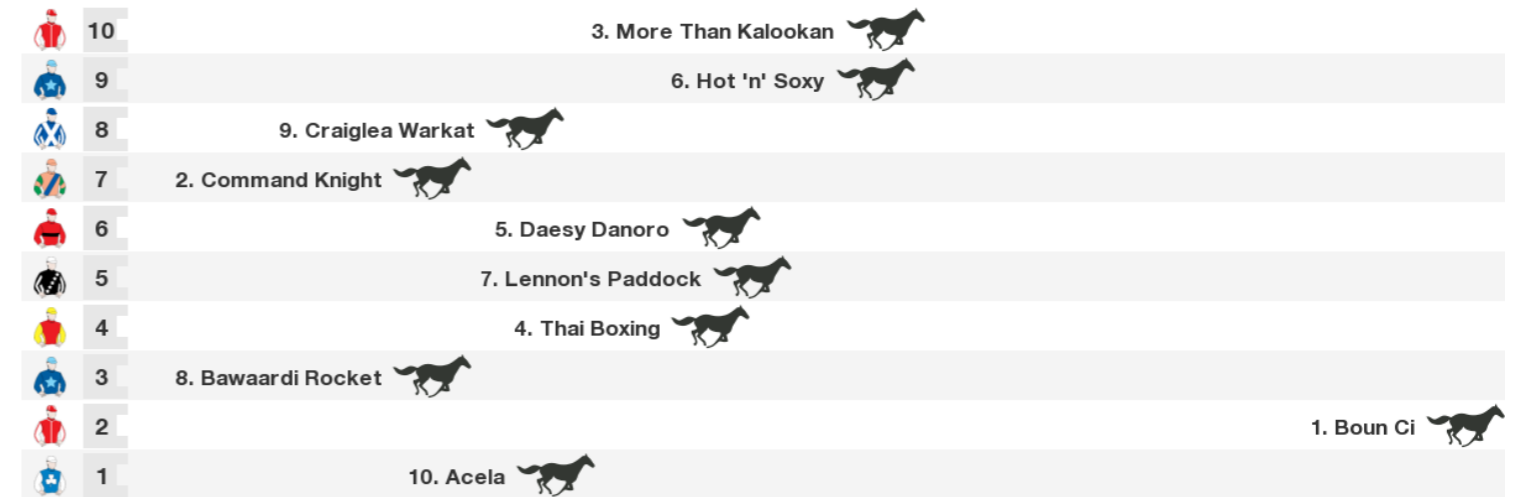 10 3. More Than Kalookan
9 6. Hot 'n' Soxy
8 9. Craiglea Warkat
7 2. Command Knight
6 5. Daesy Danoro
5 7. Lennon's Paddock
4 4. Thai Boxing
3 8. Bawaardi Rocket
2 1. Boun Ci
1 10. Acela